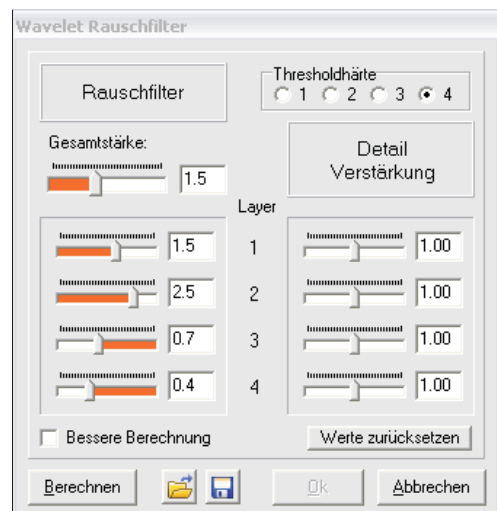 Wavelet Rauschfilter
Rauschfilter
Thresholdhärte
1 2 3 4
Gesamtstärke:
1.5
Detail
Verstärkung
Layer
1.5 1 1.00
2.5 2 1.00
0.7 3 1.00
0.4 4 1.00
Bessere Berechnung
Werte zurücksetzen
Berechnen
Ok
Abbrechen